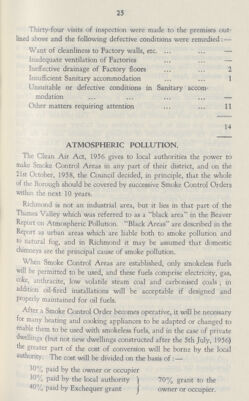 25
Thirty-four visits of inspection were made to the premises out-
lined above and the following defective conditions were remedied:—
Want of cleanliness to Factory walls, etc. ... ... —
Inadequate ventilation of Factories ... ... —
Ineffective drainage of Factory floors ... ... 2
Insufficient Sanitary accommodation ... ... 1
Unsuitable or defective conditions in Sanitary accom-
modation ... ... ... ... ... —
Other matters requiring attention ... ... 11
14
ATMOSPHERIC POLLUTION.
The Clean Air Act, 1956 gives to local authorities the power to
make Smoke Control Areas in any part of their district, and on the
21st October, 1958, the Council decided, in principle, that the whole
of the Borough should be covered by successive Smoke Control Orders
within the next 10 years.
Richmond is not an industrial area, but it lies in that part of the
Thames Valley which was referred to as a "black area" in the Beaver
Report on Atmospheric Pollution. "Black Areas" are described in the
Report as urban areas which are liable both to smoke pollution and
to natural fog, and in Richmond it may be assumed that domestic
chimneys are the principal cause of smoke pollution.
When Smoke Control Areas are established, only smokeless fuels
will be permitted to be used, and these fuels comprise electricity, gas,
coke, anthracite, low volatile steam coal and carbonised coals; in
addition oil-fired installations will be acceptable if designed and
properly maintained for oil fuels.
After a Smoke Control Order becomes operative, it will be necessary
for many heating and cooking appliances to be adapted or changed to
enable them to be used with smokeless fuels, and in the case of private
dwellings (but not new dwellings constructed after the 5th July, 1956)
the greater part of the cost of conversion will be borne by the local
authority. The cost will be divided on the basis of:—
30% paid by the owner or occupier
30% paid by the local authority } 70% grant to the
40% paid by Exchequer grant } owner or occupier.